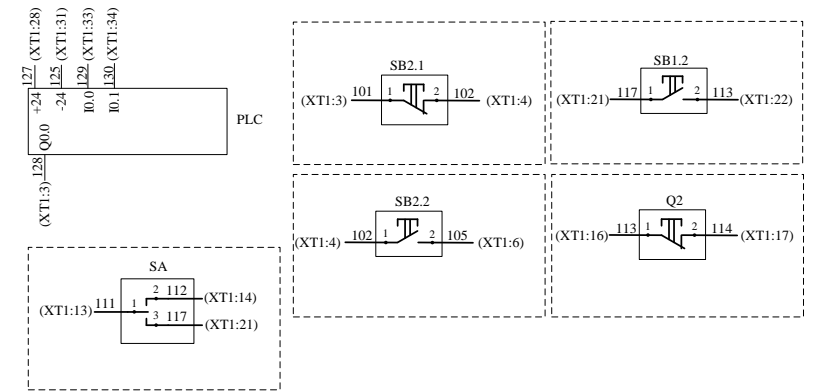 (XT1:28)
(XT1:31)
(XT1:33)
(XT1:34)
127
125
129
130
+24
-24
I0.0
I0.1
Q0.0
PLC
128
(XT1:3)
SB2.1
(XT1:3) 101 1 2 102 (XT1:4)
SB1.2
(XT1:21) 117 1 2 113 (XT1:22)
SB2.2
(XT1:4) 102 1 2 105 (XT1:6)
Q2
(XT1:16) 113 1 2 114 (XT1:17)
SA
2 112 (XT1:14)
(XT1:13) 111 1
3 117 (XT1:21)